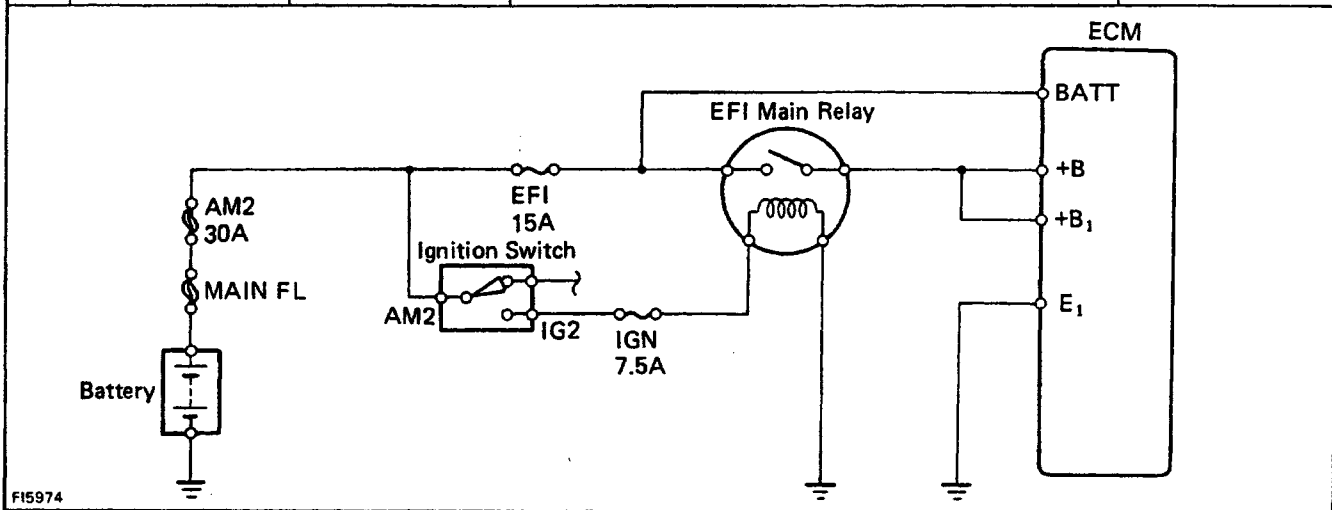 ECM
BATT
EFI Main Relay
+B
EFI
15A
AM2
30A
+B₁
Ignition Switch
MAIN FL
AM2
IG2
E₁
IGN
7.5A
Battery
FI5974